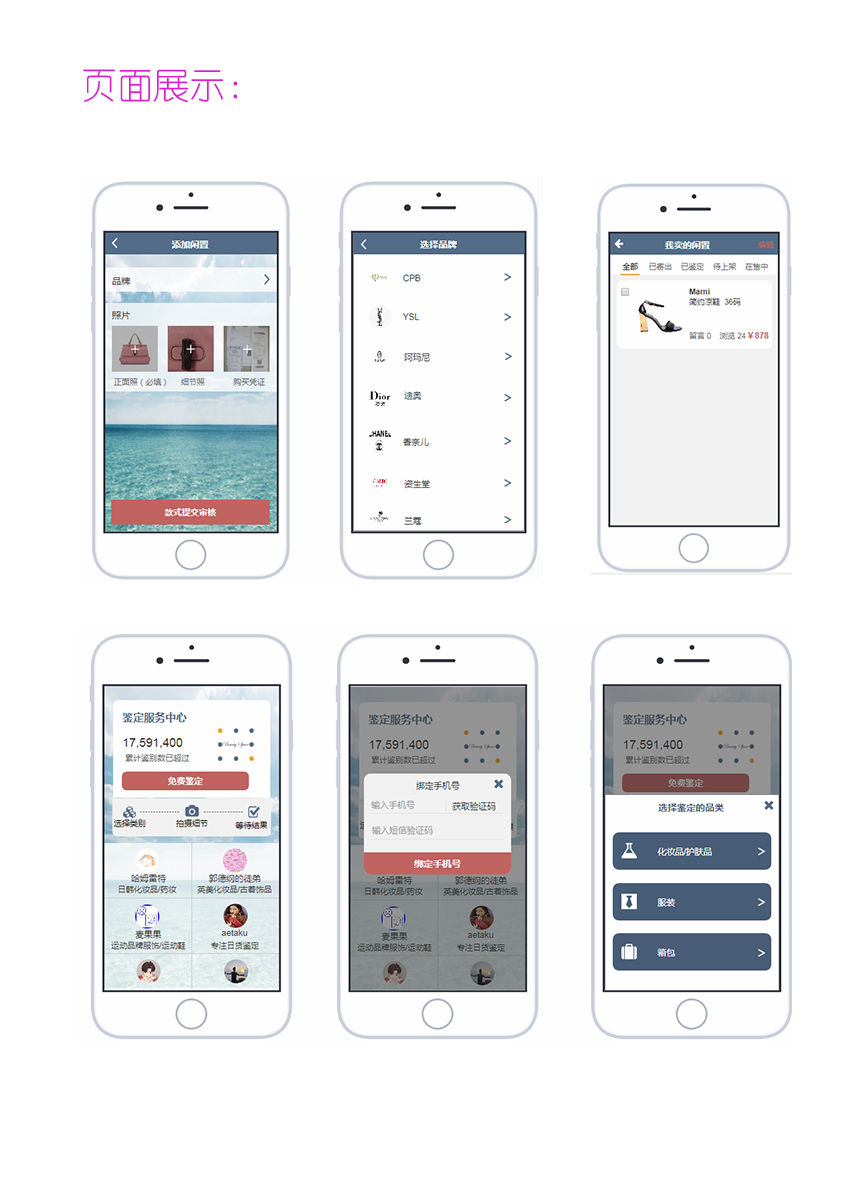 页面展示:
添加闲置
品牌
照片
正面照（必填）
细节照
购买凭证
款式提交审核
选择品牌
CPB
YSL
阿玛尼
Dior
迪奥
CHANEL
香奈儿
资生堂
兰蔻
我卖的闲置
编辑
全部 已寄出 已鉴定 待上架 在售中
Marni
简约凉鞋 36码
留言 0 浏览 24 ￥878
鉴定服务中心
17,591,400
累计鉴别数已超过
免费鉴定
选择类别
拍摄细节
等待结果
哈姆雷特
日韩化妆品/药妆
郭德纲的徒弟
英美化妆品/古着饰品
麦果果
运动品牌服饰/运动鞋
aetaku
专注日货鉴定
鉴定服务中心
17,591,400
累计鉴别数已超过
绑定手机号
输入手机号
获取验证码
输入短信验证码
绑定手机号
哈姆雷特
日韩化妆品/药妆
郭德纲的徒弟
英美化妆品/古着饰品
麦果果
运动品牌服饰/运动鞋
aetaku
专注日货鉴定
鉴定服务中心
17,591,400
累计鉴别数已超过
免费鉴定
选择鉴定的品类
化妆品/护肤品
服装
箱包